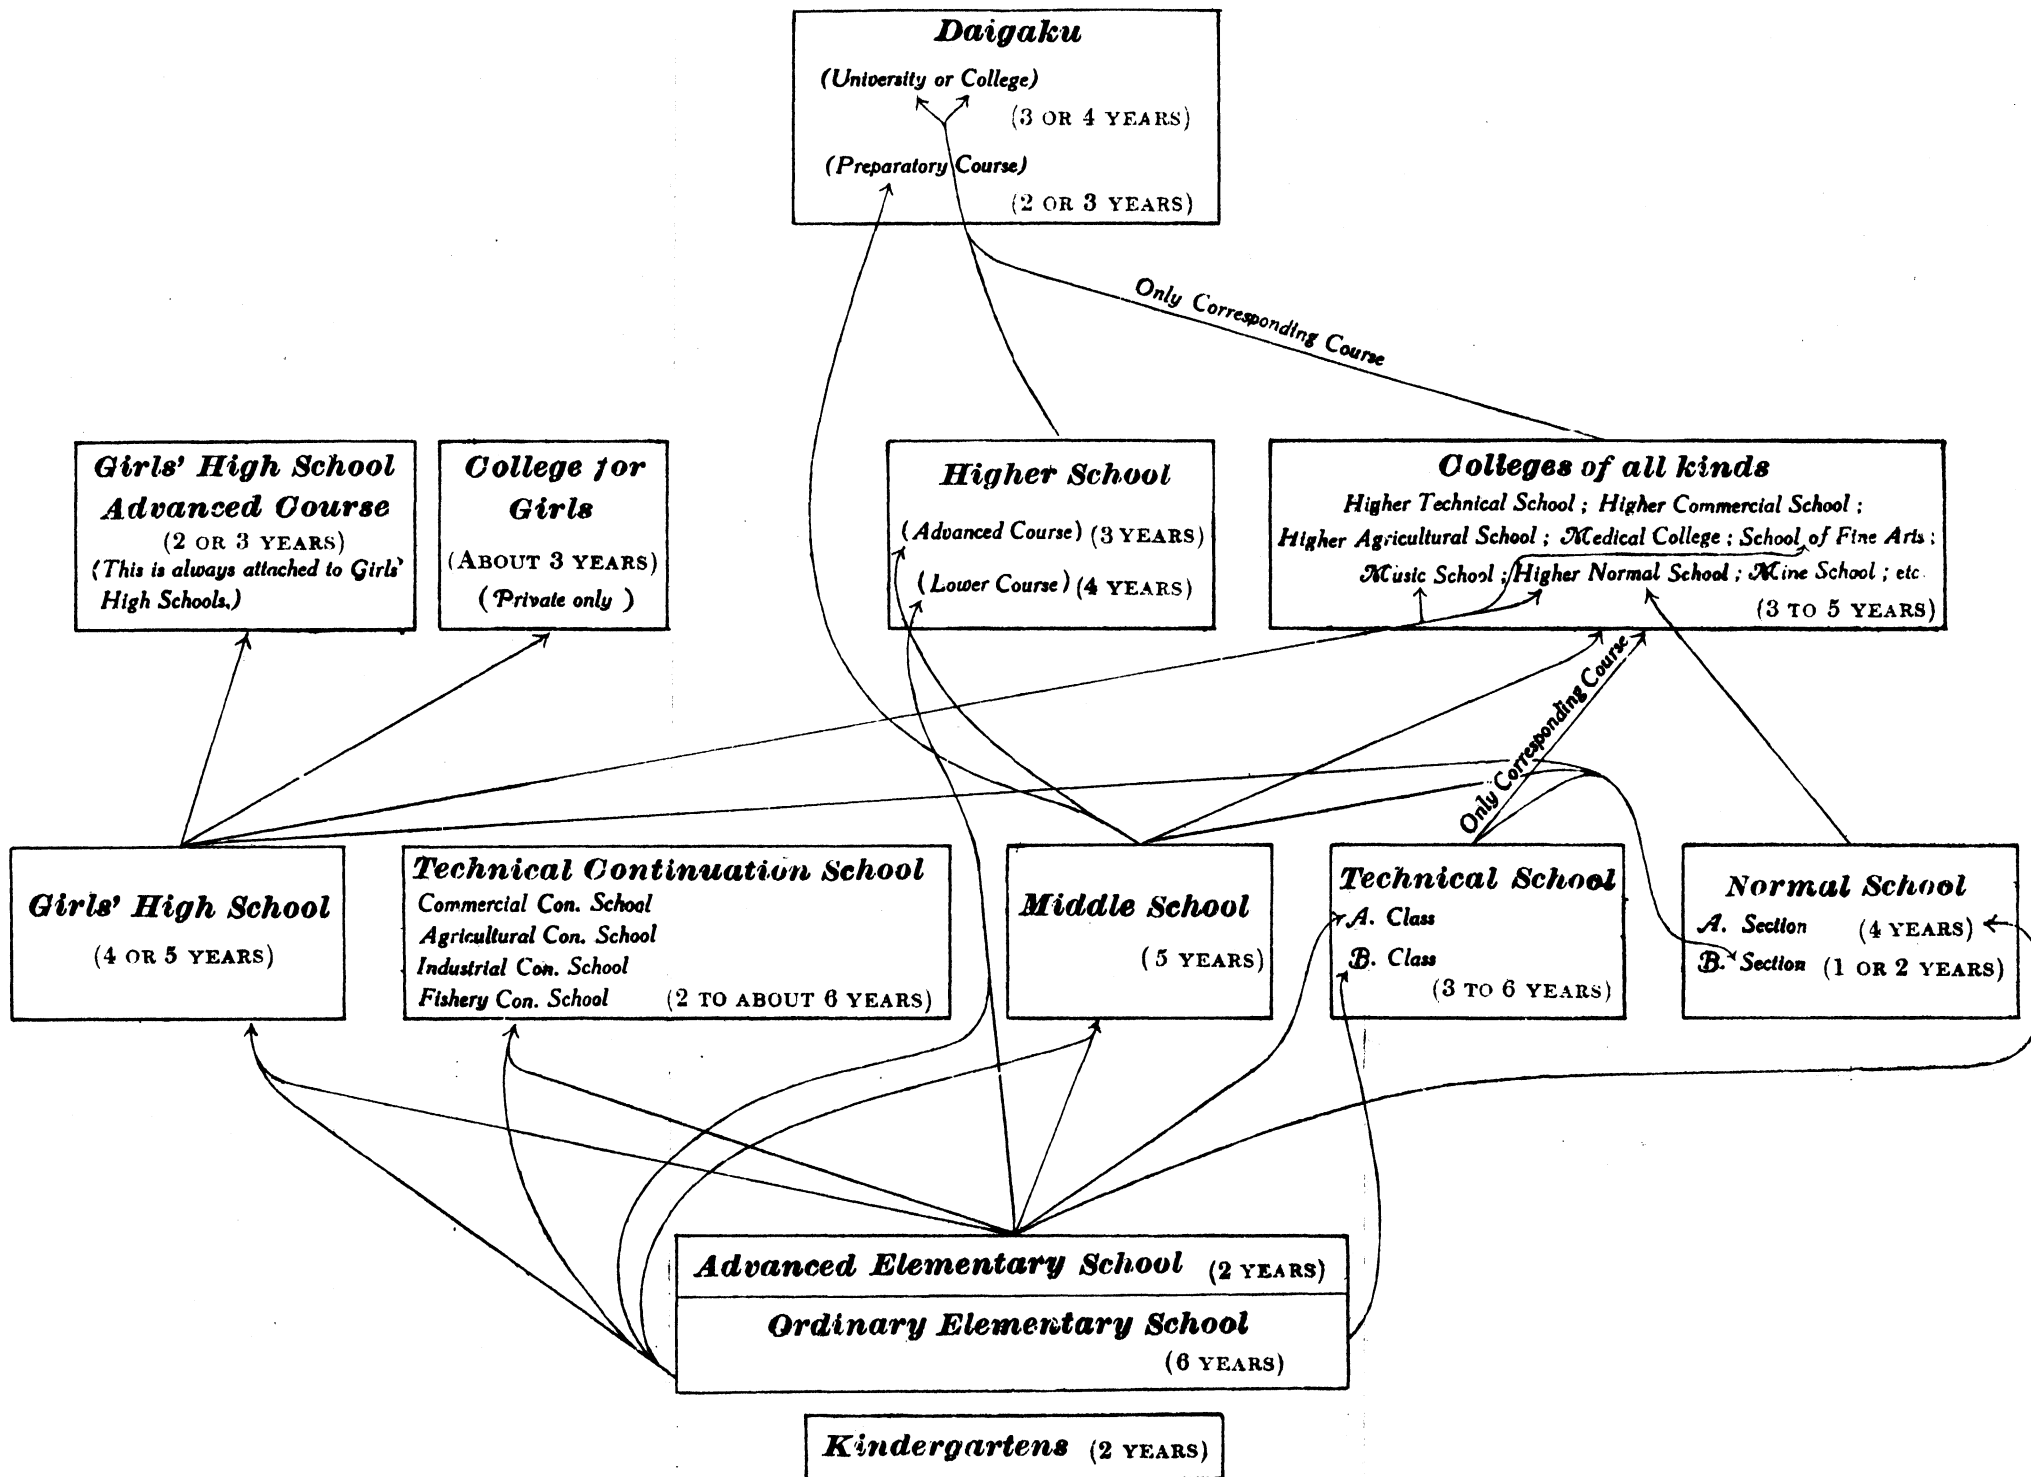 Daigaku
(University or College)
(3 OR 4 YEARS)
(Preparatory Course)
(2 OR 3 YEARS)
Only Corresponding Course
Girls' High School
Advanced Course
(2 OR 3 YEARS)
(This is always attached to Girls'
High Schools.)
College for
Girls
(ABOUT 3 YEARS)
(Private only)
Higher School
(Advanced Course) (3 YEARS)
(Lower Course) (4 YEARS)
Colleges of all kinds
Higher Technical School ; Higher Commercial School ;
Higher Agricultural School ; Medical College ; School of Fine Arts ;
Music School ; Higher Normal School ; Mine School ; etc.
(3 TO 5 YEARS)
Only Corresponding Course
Girls' High School
(4 OR 5 YEARS)
Technical Continuation School
Commercial Con. School
Agricultural Con. School
Industrial Con. School
Fishery Con. School (2 TO ABOUT 6 YEARS)
Middle School
(5 YEARS)
Technical School
A. Class
B. Class
(3 TO 6 YEARS)
Normal School
A. Section (4 YEARS)
B. Section (1 OR 2 YEARS)
Advanced Elementary School (2 YEARS)
Ordinary Elementary School
(6 YEARS)
Kindergartens (2 YEARS)